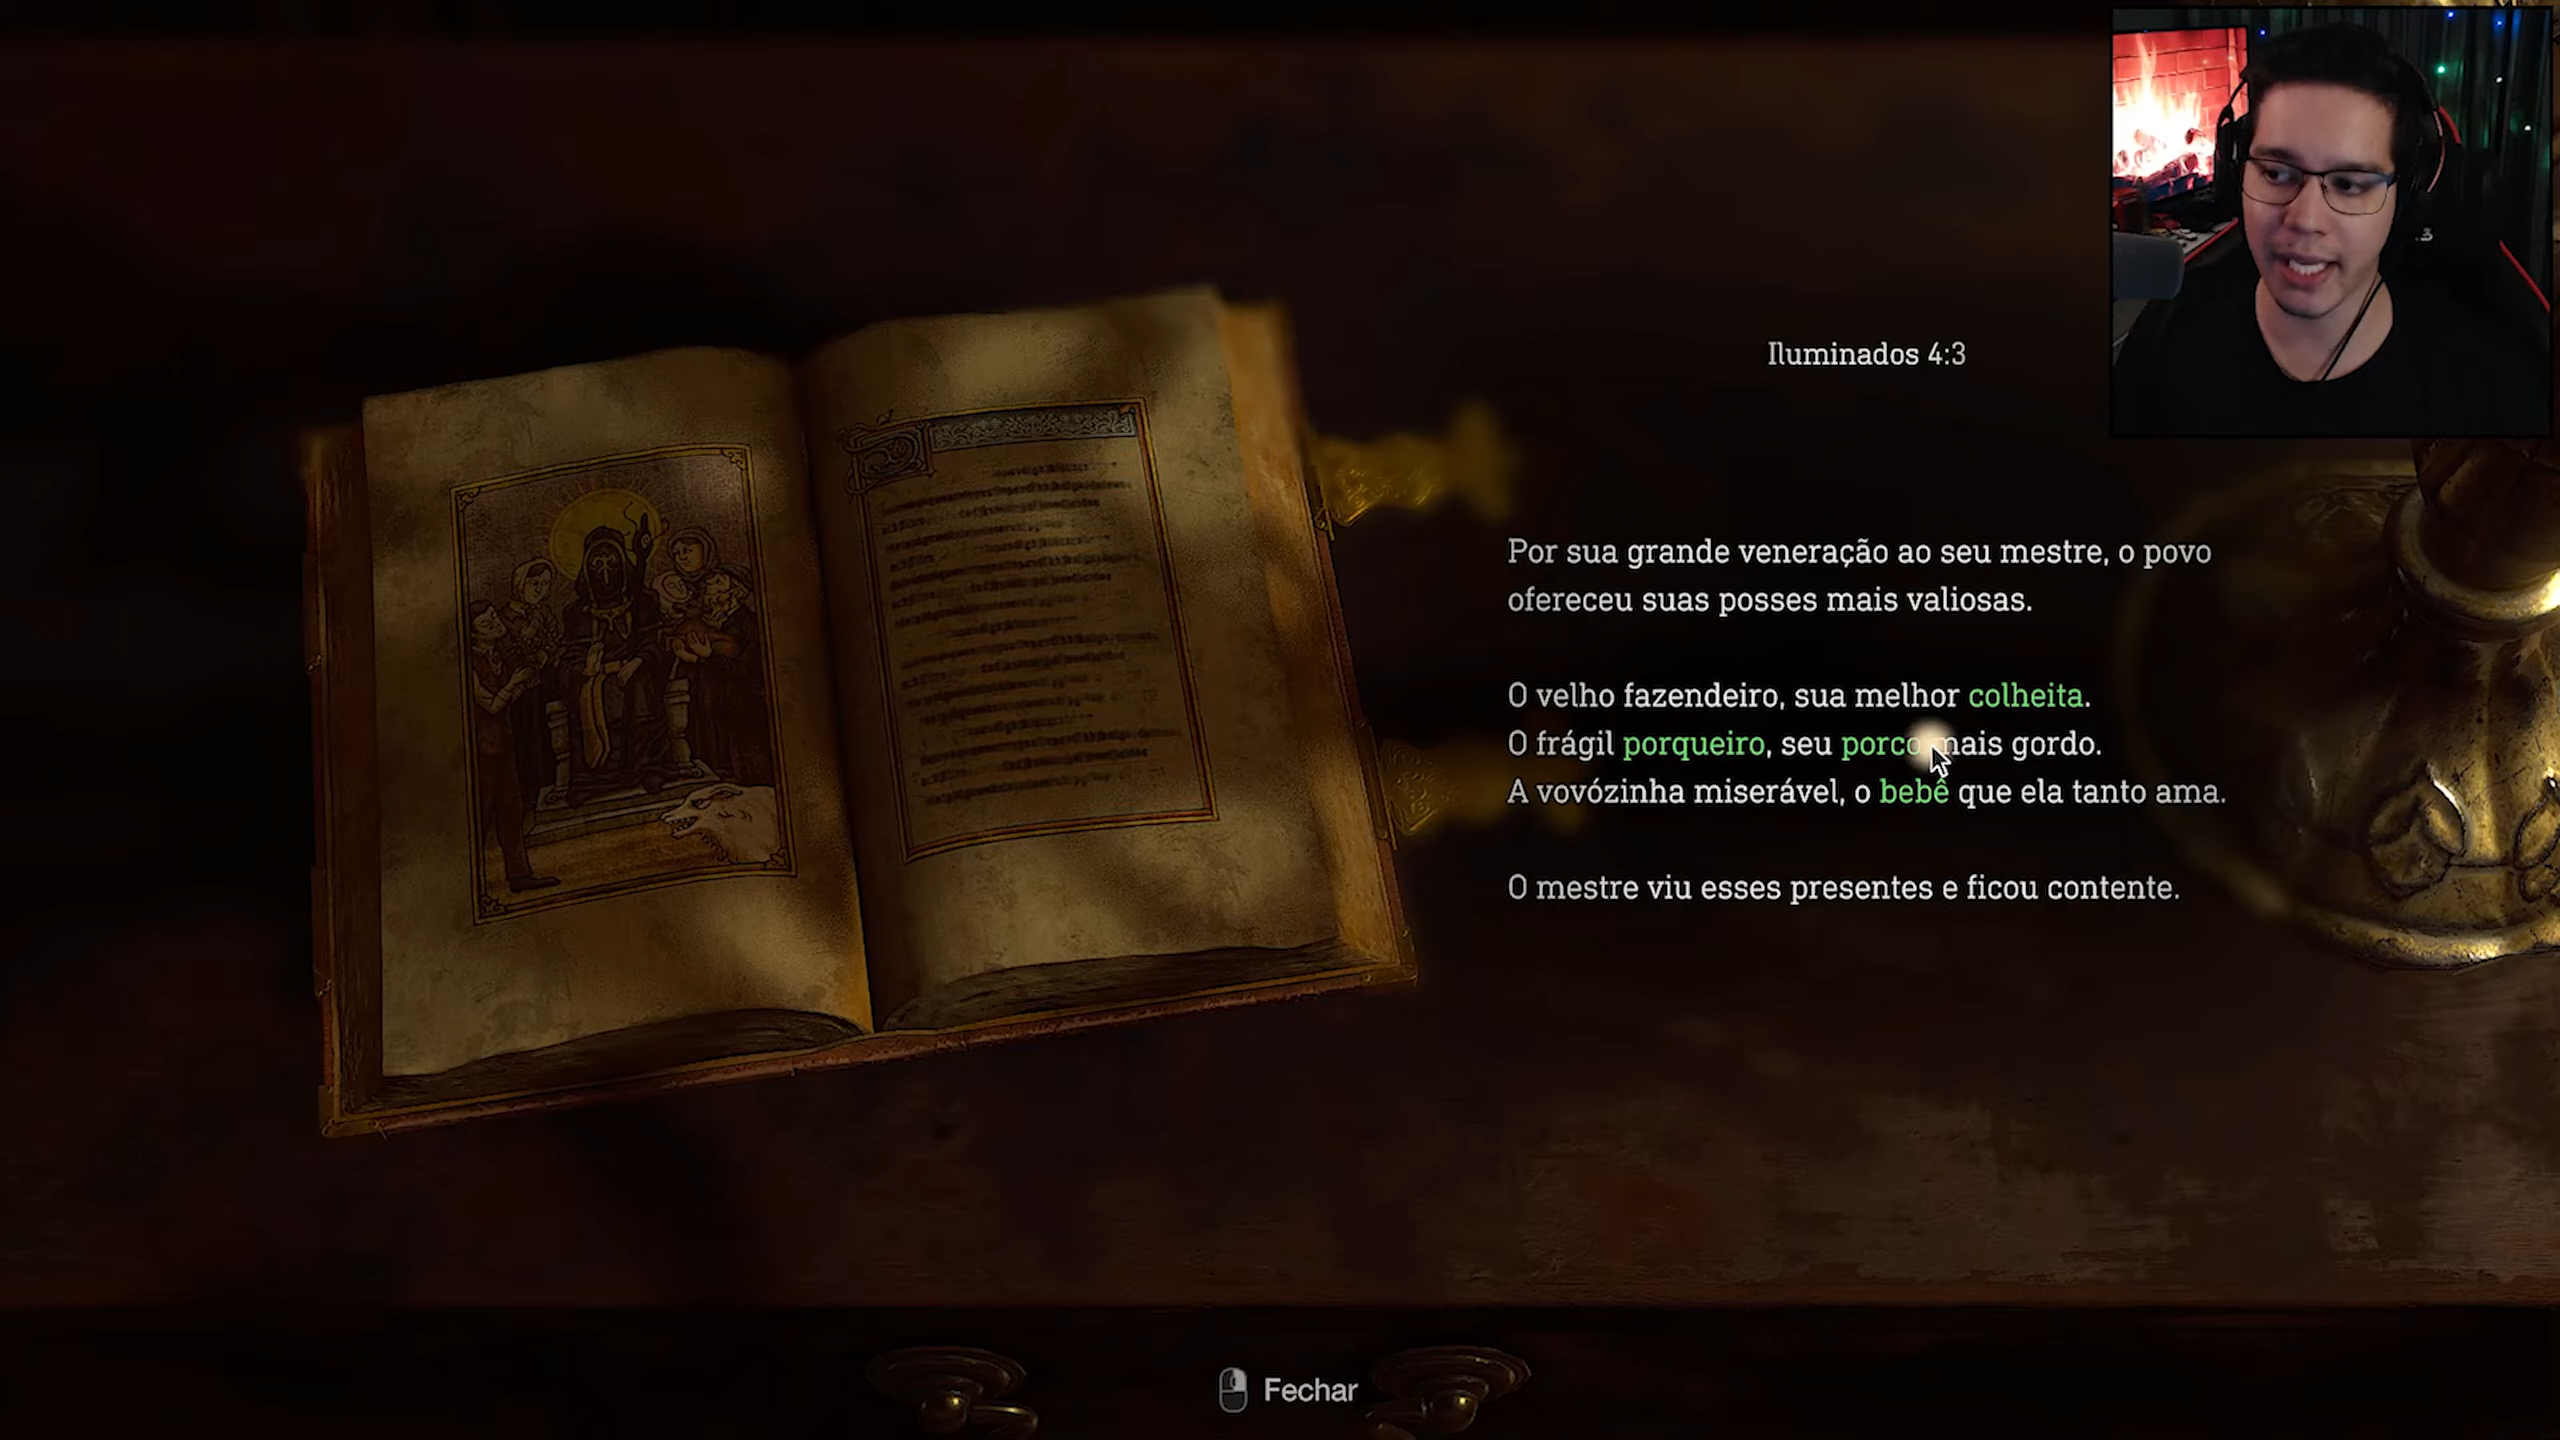 Iluminados 4:3
Por sua grande veneração ao seu mestre, o povo
ofereceu suas posses mais valiosas.
O velho fazendeiro, sua melhor colheita.
O frágil porqueiro, seu porco mais gordo.
A vovózinha miserável, o bebê que ela tanto ama.
O mestre viu esses presentes e ficou contente.
Fechar